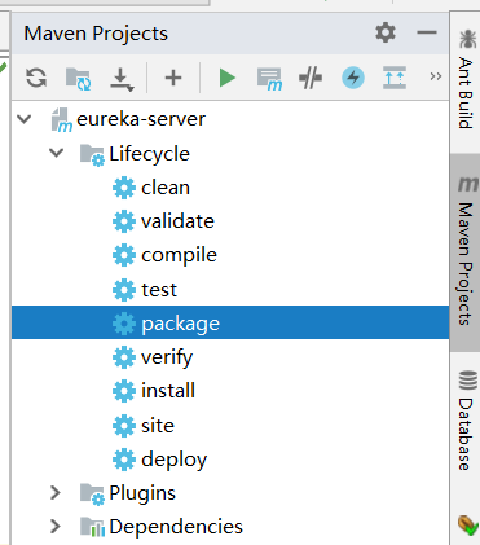 Maven Projects
eureka-server
Lifecycle
clean
validate
compile
test
package
verify
install
site
deploy
Plugins
Dependencies
Ant Build
Maven Projects
Database